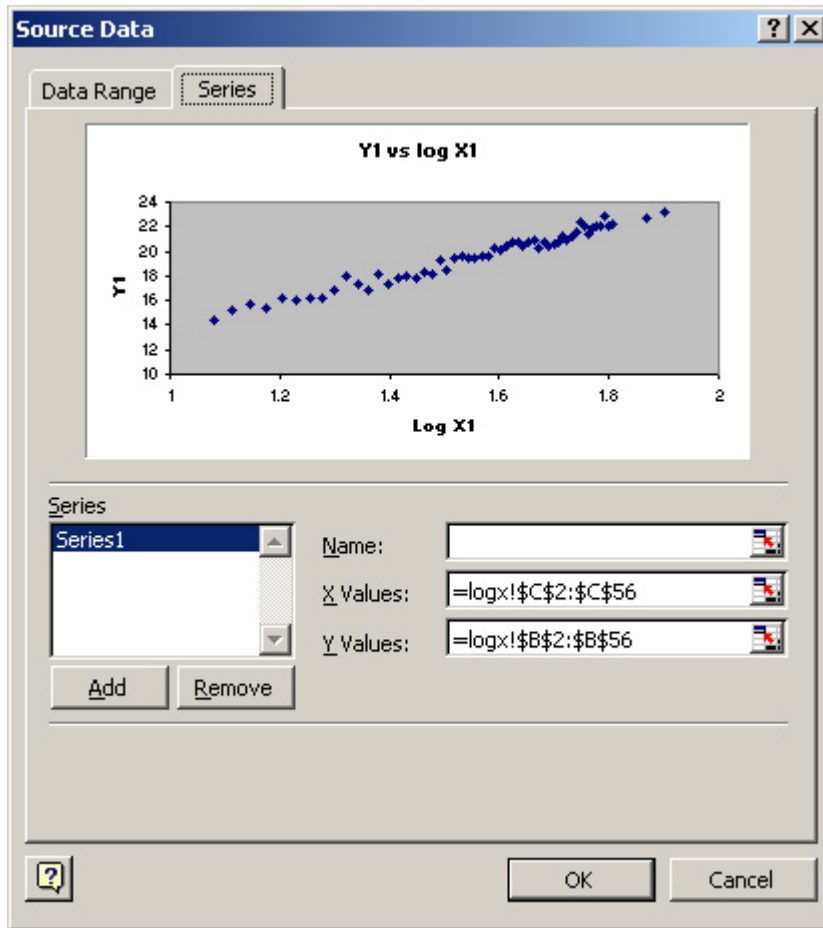 Source Data
Data Range Series
Y1 vs log X1
24
22
20
18
16
14
12
10
Y1
1 1.2 1.4 1.6 1.8 2
Log X1
Series
Series1
Name:
X Values: =logx!$C$2:$C$56
Y Values: =logx!$B$2:$B$56
Add Remove
OK Cancel